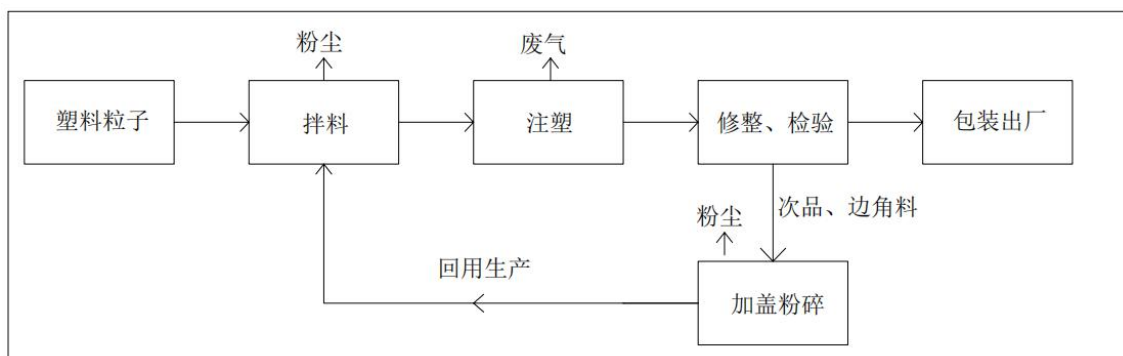 粉尘
废气
塑料粒子
拌料
注塑
修整、检验
包装出厂
次品、边角料
粉尘
回用生产
加盖粉碎